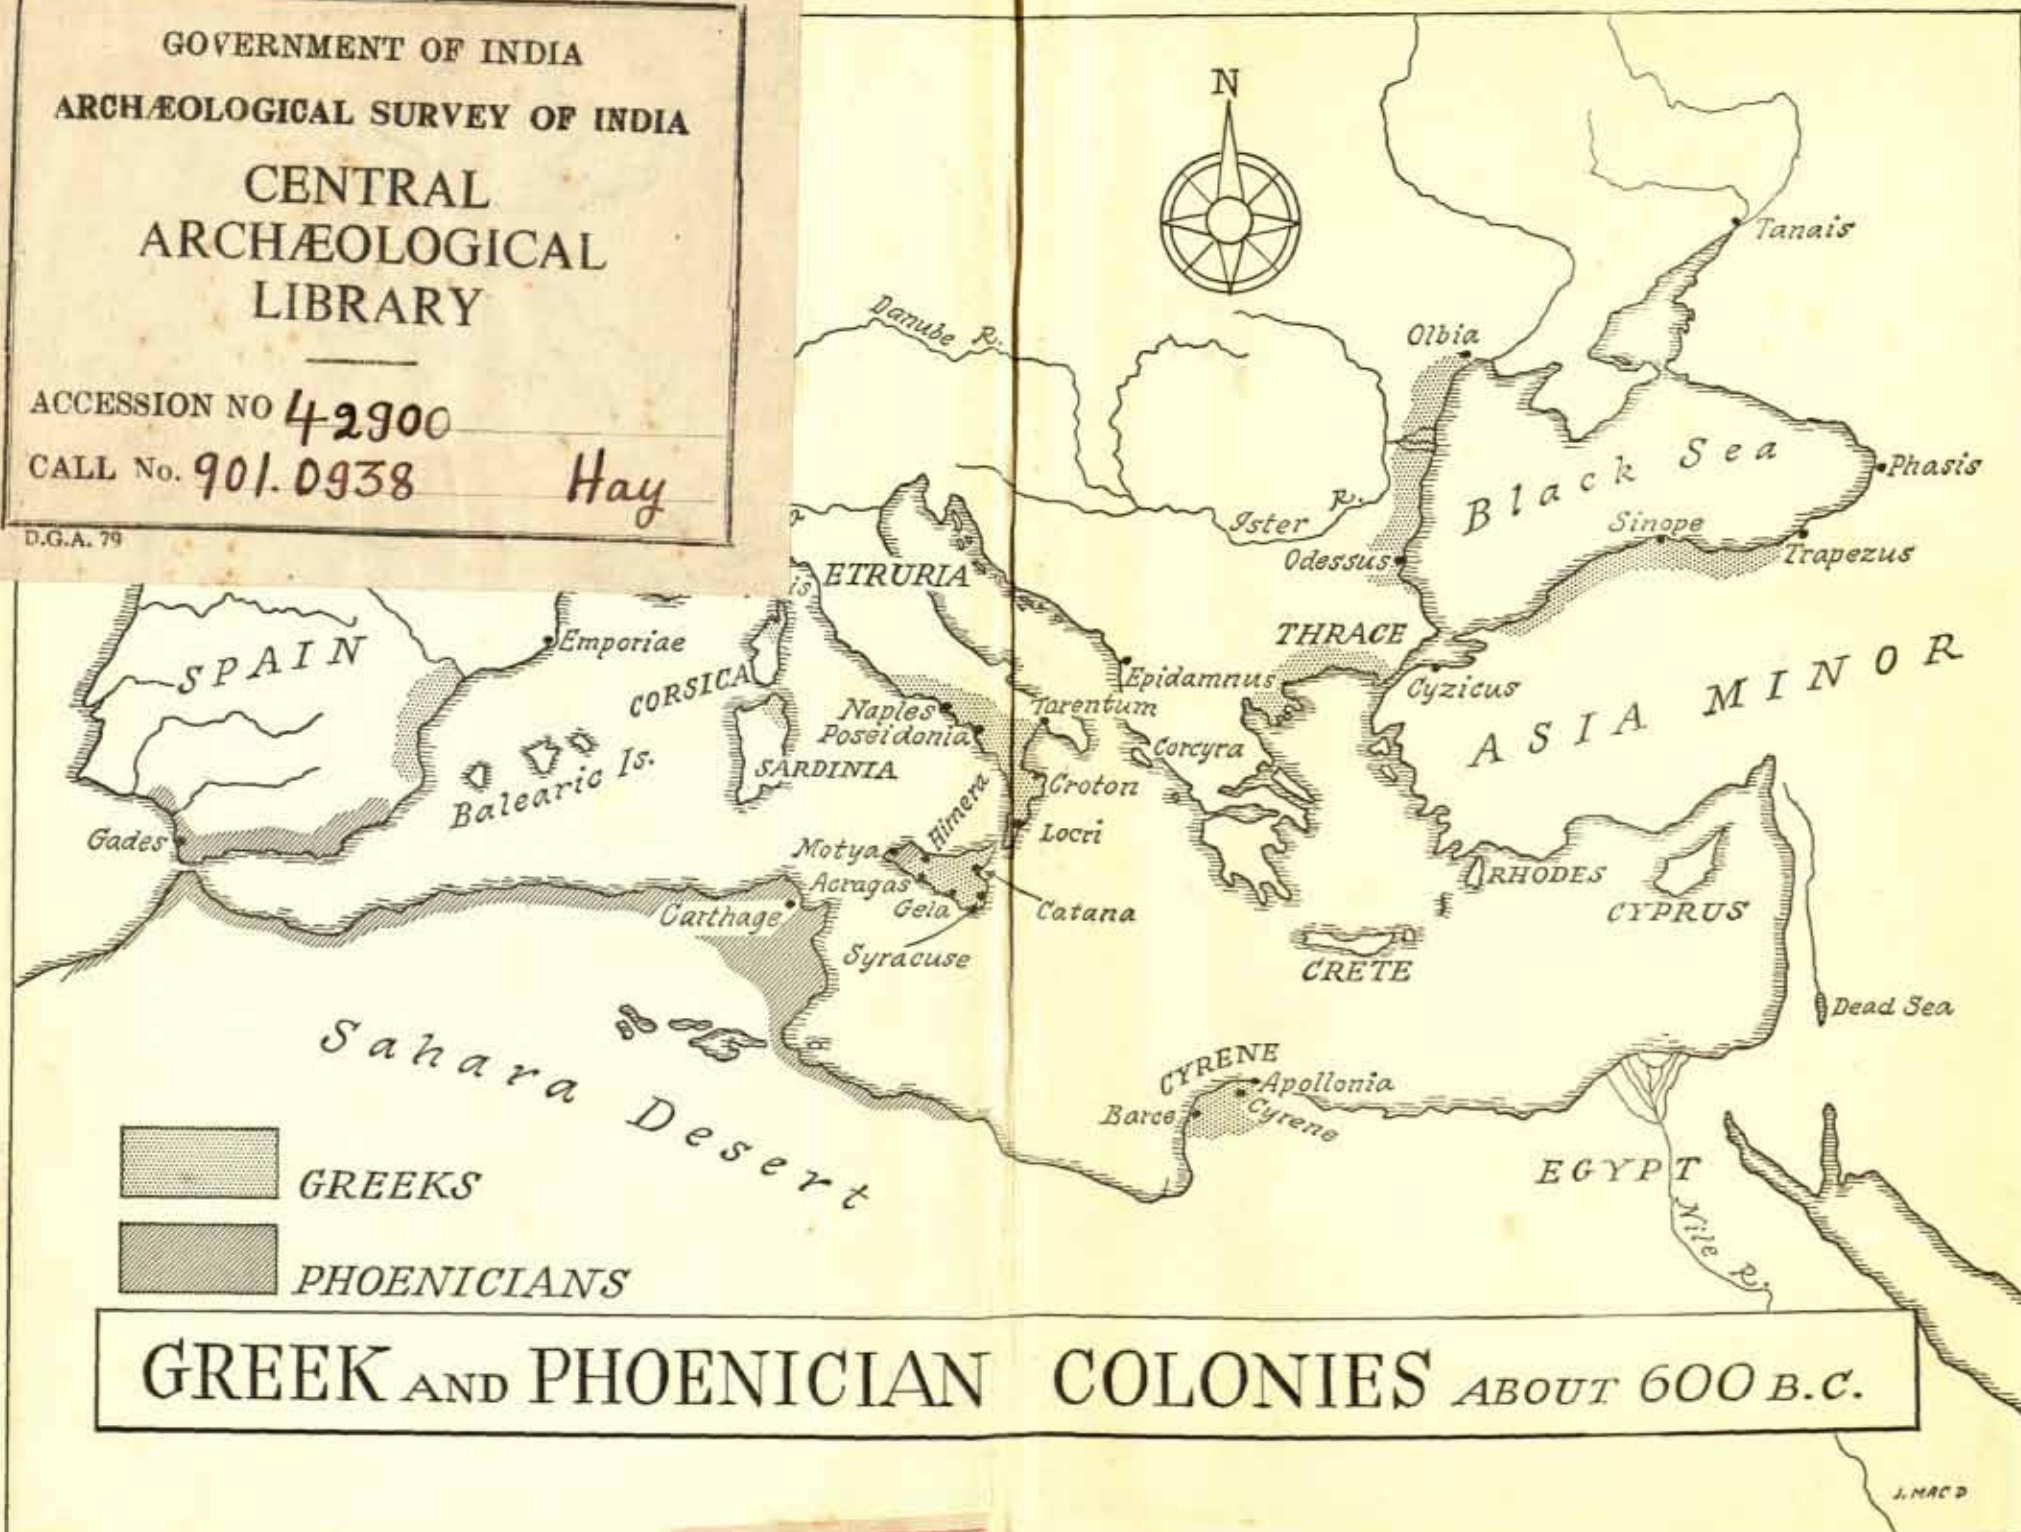 GOVERNMENT OF INDIA
ARCHÆOLOGICAL SURVEY OF INDIA
CENTRAL
ARCHÆOLOGICAL
LIBRARY
ACCESSION NO 42900
CALL No. 901.0938 Hay
D.G.A. 79
N
Tanais
Danube R.
Olbia
Black Sea
Phasis
Ister R.
Sinope
Odessus
Trapezus
ETRURIA
THRACE
SPAIN
Emporiae
CORSICA
Epidamnus
Cyzicus
ASIA MINOR
Naples
Tarentum
Poseidonia
Corcyra
Balearic Is.
SARDINIA
Himera
Croton
Gades
Motya
Locri
Acragas
RHODES
Carthage
Gela
Catana
CYPRUS
Syracuse
CRETE
Dead Sea
Sahara Desert
CYRENE
Apollonia
Barce
Cyrene
EGYPT
Nile R.
GREEKS
PHOENICIANS
GREEK AND PHOENICIAN COLONIES ABOUT 600 B.C.
J. MAC D